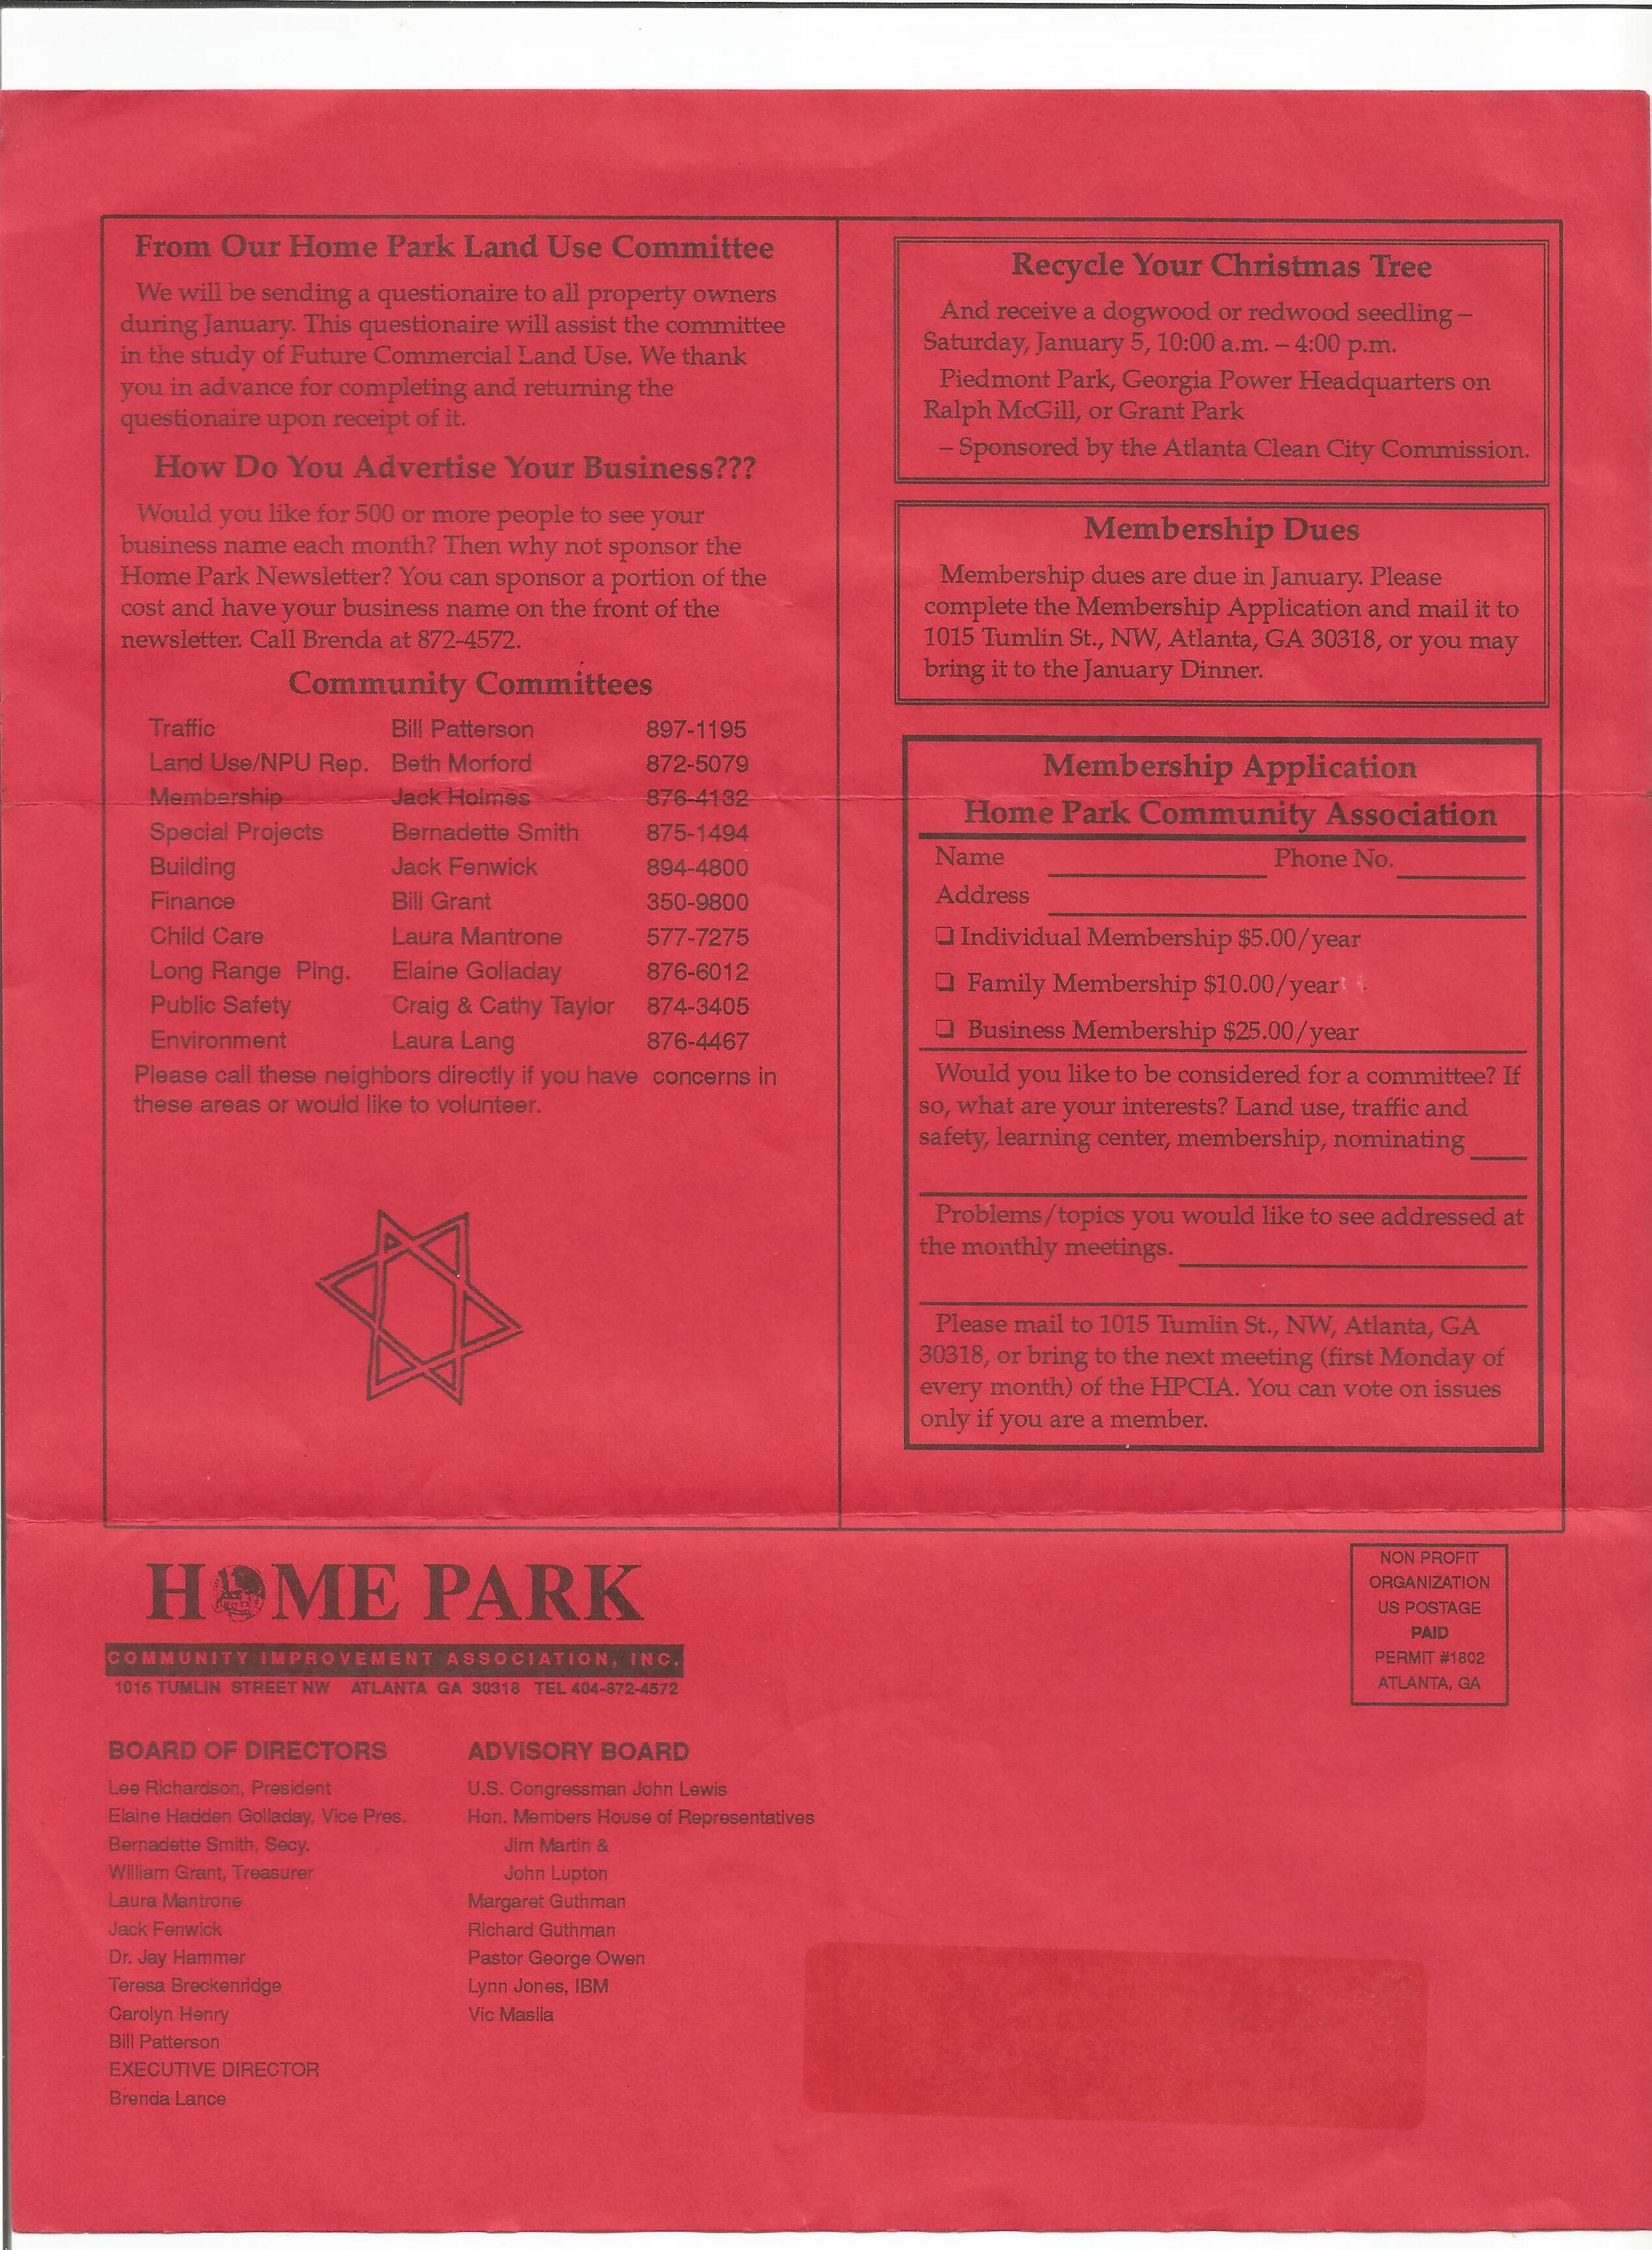 From Our Home Park Land Use Committee
We will be sending a questionaire to all property owners
during January. This questionaire will assist the committee
in the study of Future Commercial Land Use. We thank
you in advance for completing and returning the
questionaire upon receipt of it.
How Do You Advertise Your Business???
Would you like for 500 or more people to see your
business name each month? Then why not sponsor the
Home Park Newsletter? You can sponsor a portion of the
cost and have your business name on the front of the
newsletter. Call Brenda at 872-4572.
Community Committees
Traffic Bill Patterson 897-1195
Land Use/NPU Rep. Beth Morford 872-5079
Membership Jack Holmes 876-4132
Special Projects Bernadette Smith 875-1494
Building Jack Fenwick 894-4800
Finance Bill Grant 350-9800
Child Care Laura Mantrone 577-7275
Long Range Plng. Elaine Golladay 876-6012
Public Safety Craig & Cathy Taylor 874-3405
Environment Laura Lang 876-4467
Please call these neighbors directly if you have concerns in
these areas or would like to volunteer.
Recycle Your Christmas Tree
And receive a dogwood or redwood seedling –
Saturday, January 5, 10:00 a.m. – 4:00 p.m.
Piedmont Park, Georgia Power Headquarters on
Ralph McGill, or Grant Park
– Sponsored by the Atlanta Clean City Commission.
Membership Dues
Membership dues are due in January. Please
complete the Membership Application and mail it to
1015 Tumlin St., NW, Atlanta, GA 30318, or you may
bring it to the January Dinner.
Membership Application
Home Park Community Association
Name Phone No.
Address
❏ Individual Membership $5.00/year
❏ Family Membership $10.00/year
❏ Business Membership $25.00/year
Would you like to be considered for a committee? If
so, what are your interests? Land use, traffic and
safety, learning center, membership, nominating
Problems/topics you would like to see addressed at
the monthly meetings.
Please mail to 1015 Tumlin St., NW, Atlanta, GA
30318, or bring to the next meeting (first Monday of
every month) of the HPCIA. You can vote on issues
only if you are a member.
HOME PARK
COMMUNITY IMPROVEMENT ASSOCIATION, INC.
1015 TUMLIN STREET NW ATLANTA GA 30318 TEL 404-872-4572
NON PROFIT
ORGANIZATION
US POSTAGE
PAID
PERMIT #1802
ATLANTA, GA
BOARD OF DIRECTORS
Lee Richardson, President
Elaine Hadden Golladay, Vice Pres.
Bernadette Smith, Secy.
William Grant, Treasurer
Laura Mantrone
Jack Fenwick
Dr. Jay Hammer
Teresa Breckenridge
Carolyn Henry
Bill Patterson
EXECUTIVE DIRECTOR
Brenda Lance
ADVISORY BOARD
U.S. Congressman John Lewis
Hon. Members House of Representatives
Jim Martin &
John Lupton
Margaret Guthman
Richard Guthman
Pastor George Owen
Lynn Jones, IBM
Vic Maslia